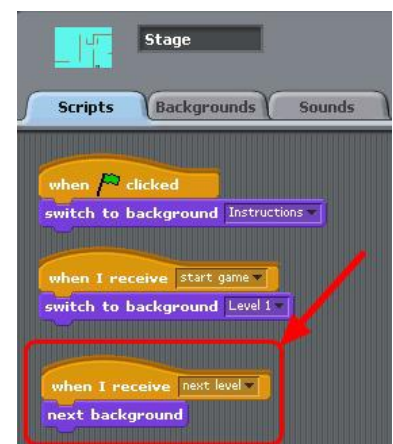 Stage
Scripts Backgrounds Sounds
when clicked
switch to background Instructions
when I receive start game
switch to background Level 1
when I receive next level
next background